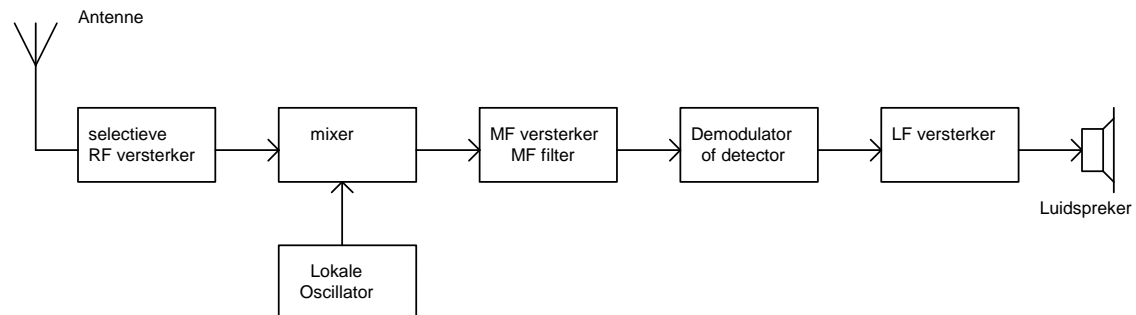 Antenne
selectieve
RF versterker
mixer
MF versterker
MF filter
Demodulator
of detector
LF versterker
Luidspreker
Lokale
Oscillator